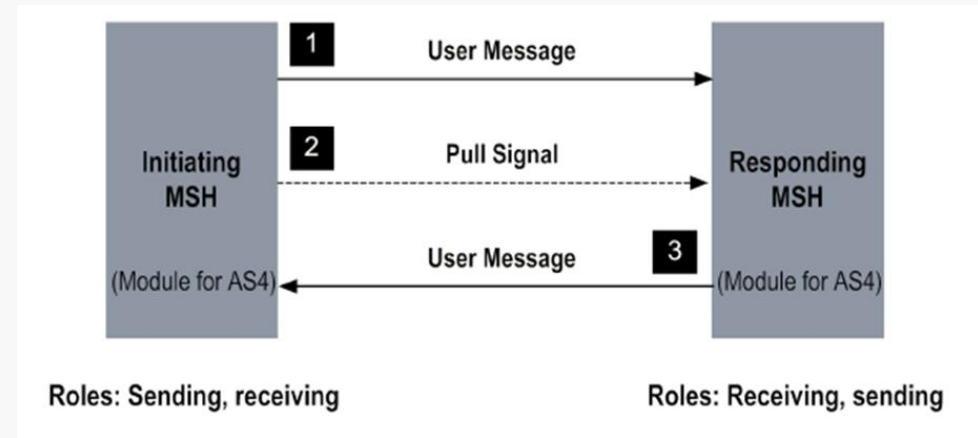 1
User Message
2
Pull Signal
Initiating
MSH
Responding
MSH
3
User Message
(Module for AS4)
(Module for AS4)
Roles: Sending, receiving
Roles: Receiving, sending